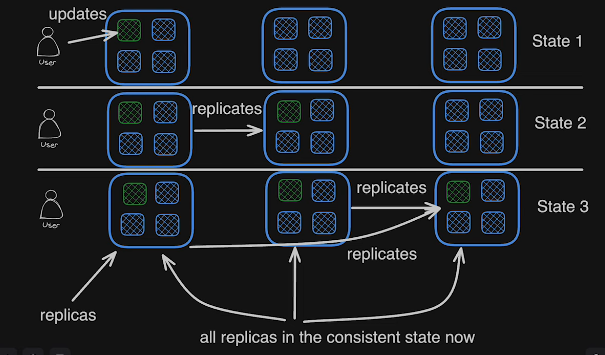 updates
User
State 1
replicates
User
State 2
replicates
User
State 3
replicates
replicas
all replicas in the consistent state now